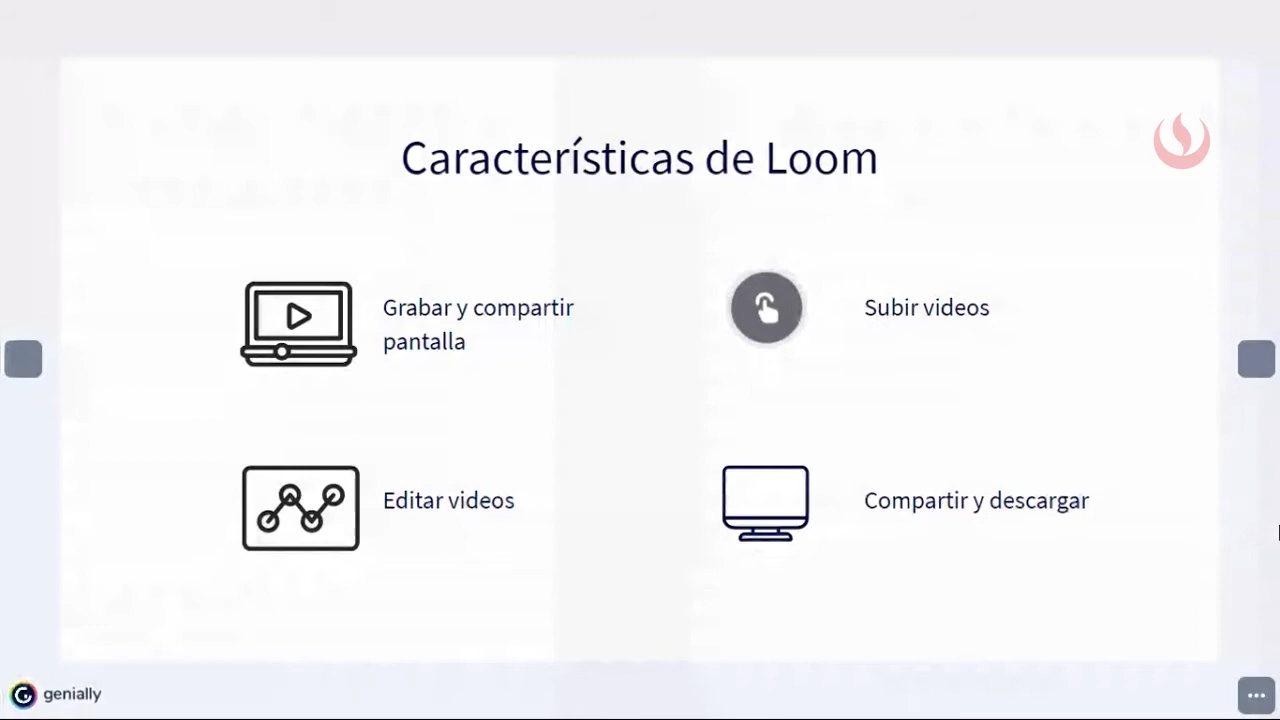 Características de Loom
Grabar y compartir
pantalla
Subir videos
Editar videos
Compartir y descargar
genially